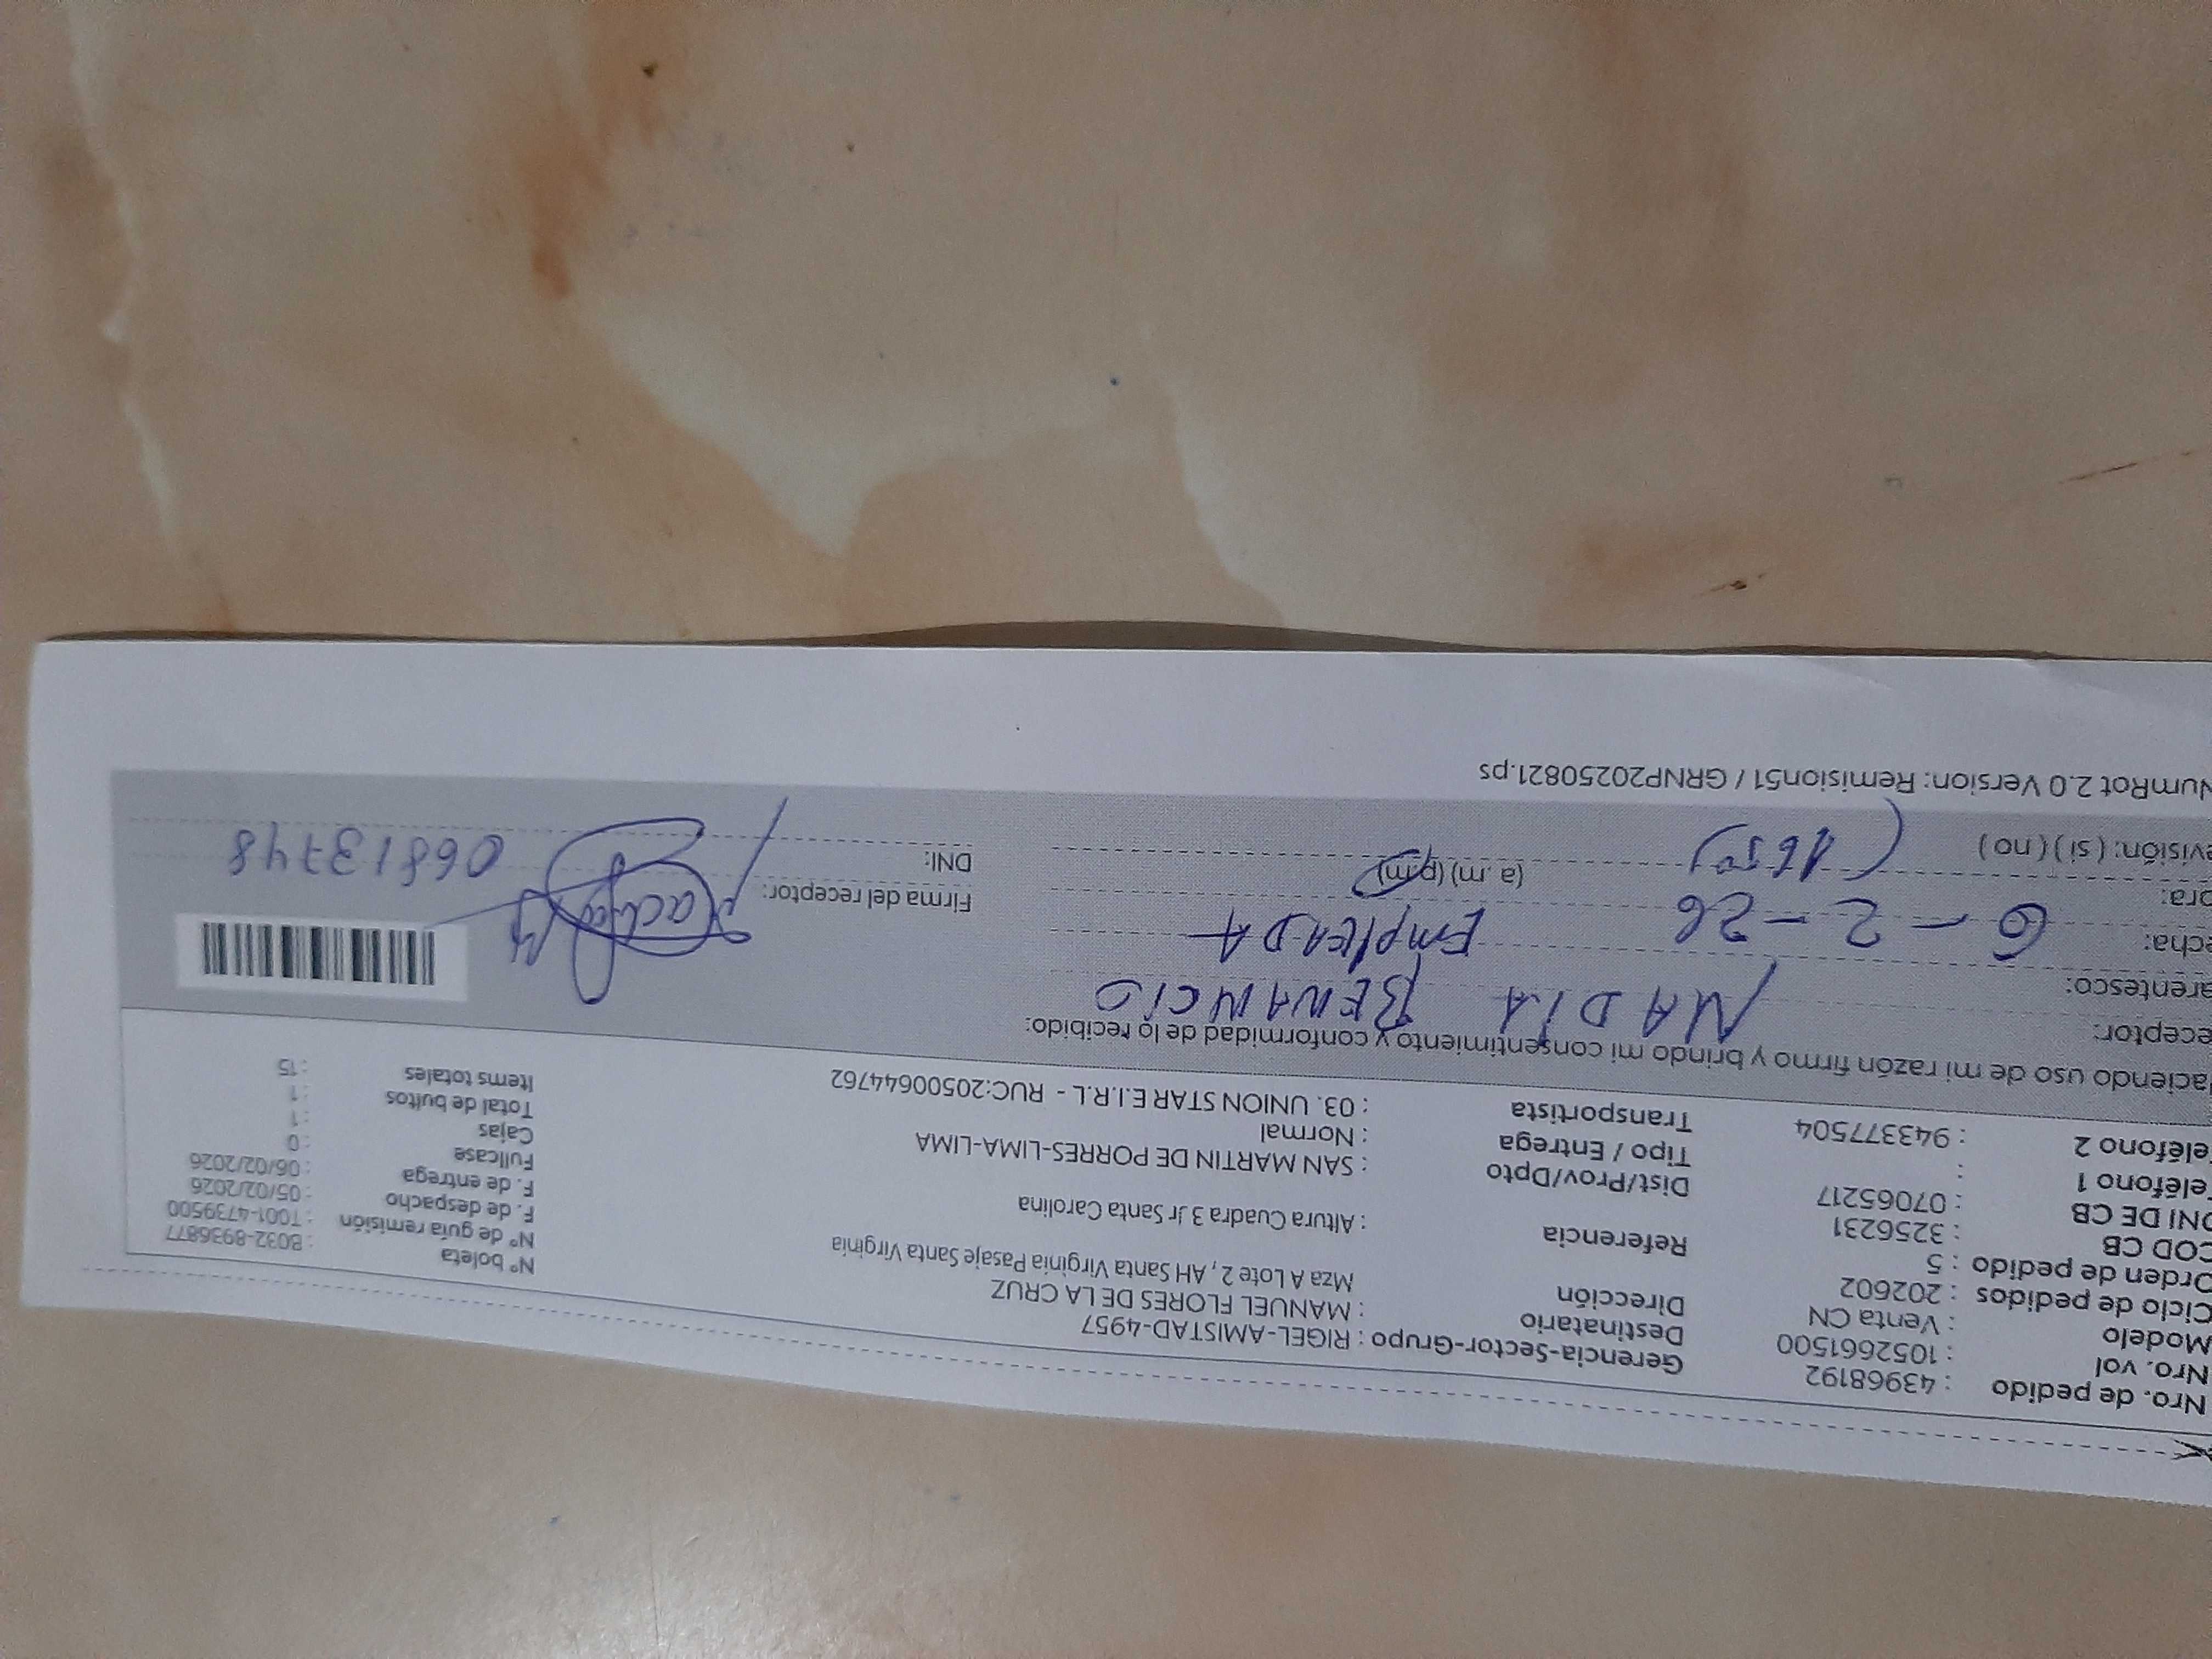 Nro. de pedido : 43968192
Nro. vol : 1052661500
Modelo : Venta CN
Ciclo de pedidos : 202602
Orden de pedido : 5
COD CB : 3256231
DNI DE CB : 07065217
Teléfono 1 :
Teléfono 2 : 943377504
Gerencia-Sector-Grupo : RIGEL-AMISTAD-4957
Destinatario : MANUEL FLORES DE LA CRUZ
Dirección Mza A Lote 2 , AH Santa Virginia Pasaje Santa Virginia
Referencia : Altura Cuadra 3 Jr Santa Carolina
Dist/Prov/Dpto : SAN MARTIN DE PORRES-LIMA-LIMA
Tipo / Entrega : Normal
Transportista : 03. UNION STAR E.I.R.L - RUC:20500644762
N° boleta : B032-8936877
N° de guía remisión : T001-4739500
F. de despacho : 05/02/2026
F. de entrega : 06/02/2026
Fullcase : 0
Cajas : 1
Total de bultos : 1
Items totales : 15
Haciendo uso de mi razón firmo y brindo mi consentimiento y conformidad de lo recibido:
eceptor: NADIA BENANCIO
arentesco: EMPLEADA
echa: 6-2-26
ora: (1650) (a .m) (p.m)
evisión: ( si ) ( no )
Firma del receptor:
DNI: 06813748
NumRot 2.0 Version: Remision51 / GRNP20250821.ps